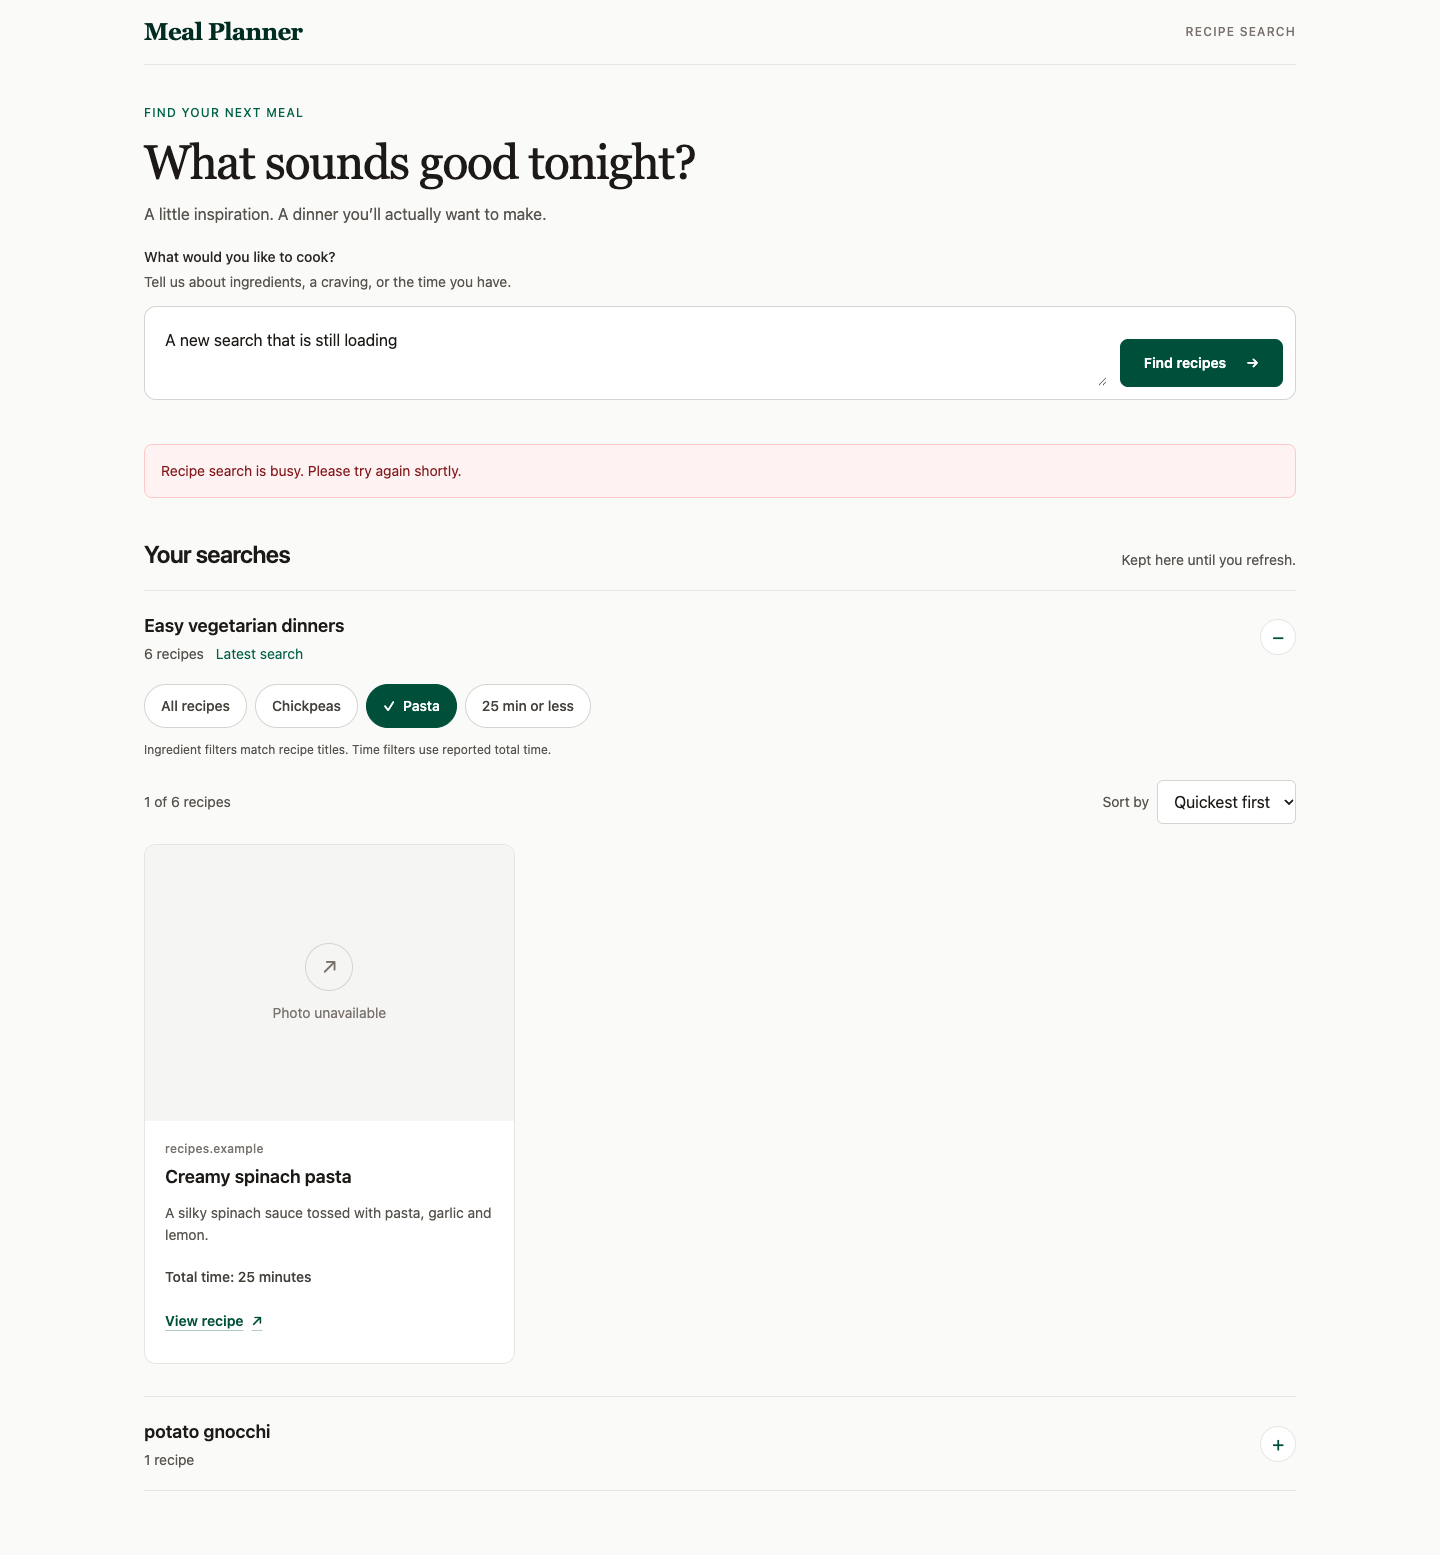 Meal Planner
RECIPE SEARCH
FIND YOUR NEXT MEAL
What sounds good tonight?
A little inspiration. A dinner you’ll actually want to make.
What would you like to cook?
Tell us about ingredients, a craving, or the time you have.
A new search that is still loading
Find recipes →
Recipe search is busy. Please try again shortly.
Your searches
Kept here until you refresh.
Easy vegetarian dinners
6 recipes Latest search
All recipes
Chickpeas
✓ Pasta
25 min or less
Ingredient filters match recipe titles. Time filters use reported total time.
1 of 6 recipes
Sort by Quickest first
Photo unavailable
recipes.example
Creamy spinach pasta
A silky spinach sauce tossed with pasta, garlic and
lemon.
Total time: 25 minutes
View recipe ↗
potato gnocchi
1 recipe